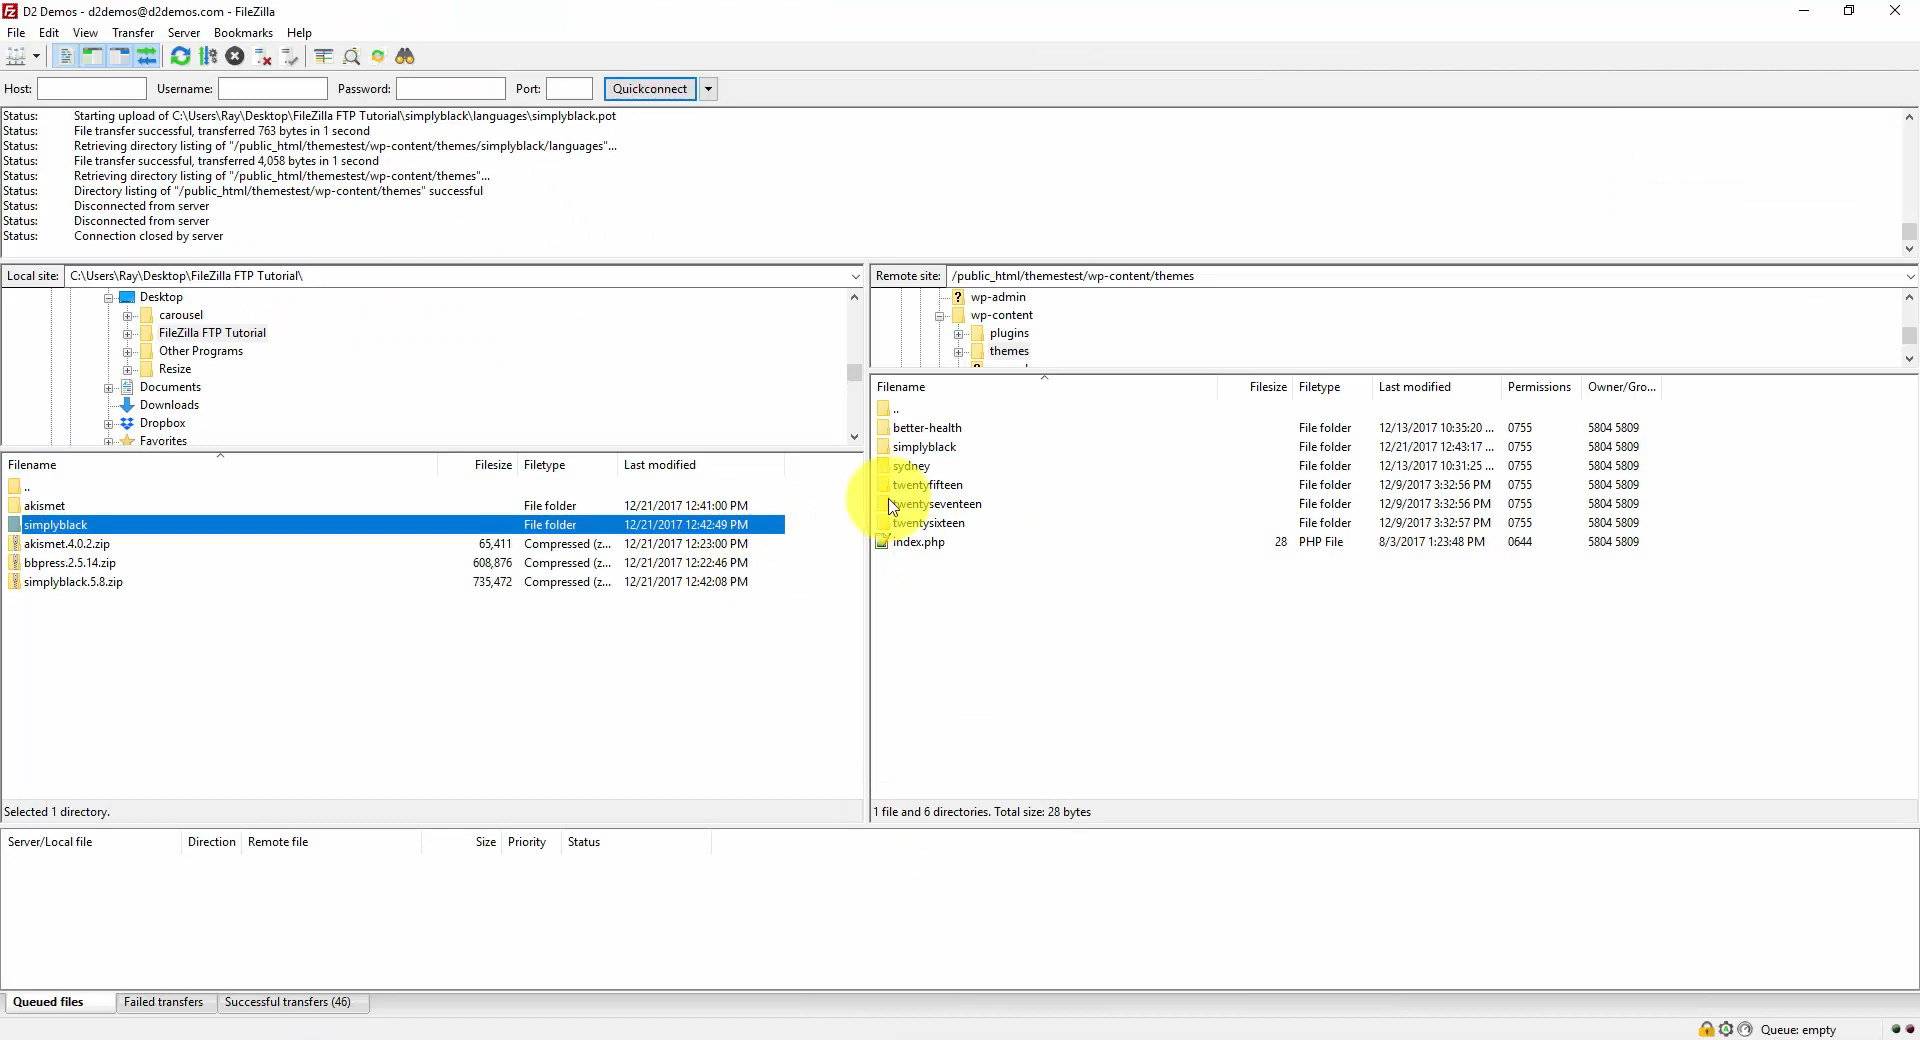 D2 Demos - d2demos@d2demos.com - FileZilla
File Edit View Transfer Server Bookmarks Help
Host: Username: Password: Port: Quickconnect
Status: Starting upload of C:\Users\Ray\Desktop\FileZilla FTP Tutorial\simplyblack\languages\simplyblack.pot
Status: File transfer successful, transferred 763 bytes in 1 second
Status: Retrieving directory listing of "/public_html/themestest/wp-content/themes/simplyblack/languages"...
Status: File transfer successful, transferred 4,058 bytes in 1 second
Status: Retrieving directory listing of "/public_html/themestest/wp-content/themes"...
Status: Directory listing of "/public_html/themestest/wp-content/themes" successful
Status: Disconnected from server
Status: Disconnected from server
Status: Connection closed by server
Local site: C:\Users\Ray\Desktop\FileZilla FTP Tutorial\
Desktop
carousel
FileZilla FTP Tutorial
Other Programs
Resize
Documents
Downloads
Dropbox
Favorites
Filename Filesize Filetype Last modified
..
akismet File folder 12/21/2017 12:41:00 PM
simplyblack File folder 12/21/2017 12:42:49 PM
akismet.4.0.2.zip 65,411 Compressed (z... 12/21/2017 12:23:00 PM
bbpress.2.5.14.zip 608,876 Compressed (z... 12/21/2017 12:22:46 PM
simplyblack.5.8.zip 735,472 Compressed (z... 12/21/2017 12:42:08 PM
Selected 1 directory.
Remote site: /public_html/themestest/wp-content/themes
wp-admin
wp-content
plugins
themes
Filename Filesize Filetype Last modified Permissions Owner/Gro...
..
better-health File folder 12/13/2017 10:35:20 ... 0755 5804 5809
simplyblack File folder 12/21/2017 12:43:17 ... 0755 5804 5809
sydney File folder 12/13/2017 10:31:25 ... 0755 5804 5809
twentyfifteen File folder 12/9/2017 3:32:56 PM 0755 5804 5809
twentyseventeen File folder 12/9/2017 3:32:56 PM 0755 5804 5809
twentysixteen File folder 12/9/2017 3:32:57 PM 0755 5804 5809
index.php 28 PHP File 8/3/2017 1:23:48 PM 0644 5804 5809
1 file and 6 directories. Total size: 28 bytes
Server/Local file Direction Remote file Size Priority Status
Queued files Failed transfers Successful transfers (46)
Queue: empty